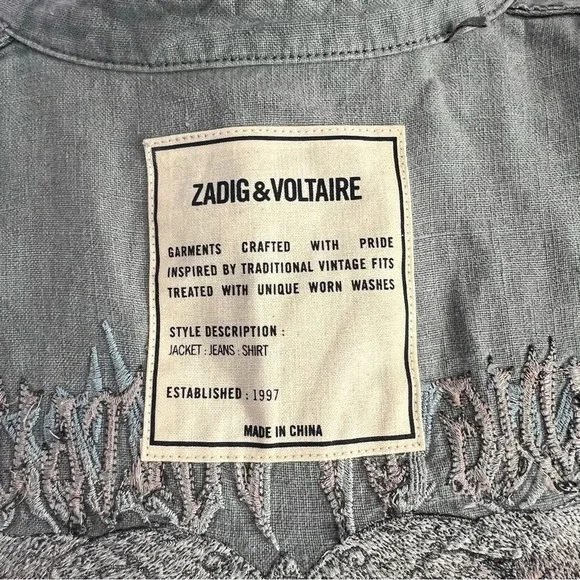 ZADIG&VOLTAIRE
GARMENTS CRAFTED WITH PRIDE
INSPIRED BY TRADITIONAL VINTAGE FITS
TREATED WITH UNIQUE WORN WASHES
STYLE DESCRIPTION :
JACKET : JEANS : SHIRT
ESTABLISHED : 1997
MADE IN CHINA